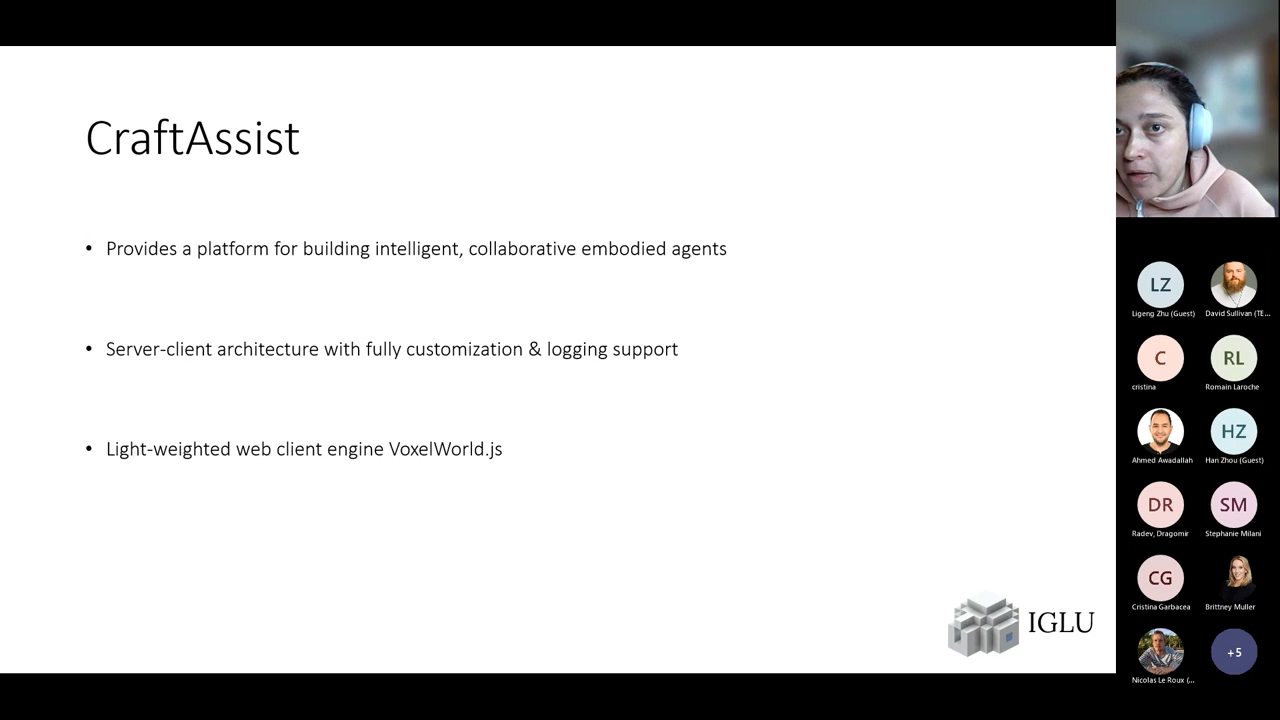 CraftAssist
• Provides a platform for building intelligent, collaborative embodied agents
• Server-client architecture with fully customization & logging support
• Light-weighted web client engine VoxelWorld.js
IGLU
LZ
Ligeng Zhu (Guest)
David Sullivan (TE...
C
cristina
RL
Romain Laroche
Ahmed Awadallah
HZ
Han Zhou (Guest)
DR
Radev, Dragomir
SM
Stephanie Milani
CG
Cristina Garbacea
Brittney Muller
Nicolas Le Roux (...
+5